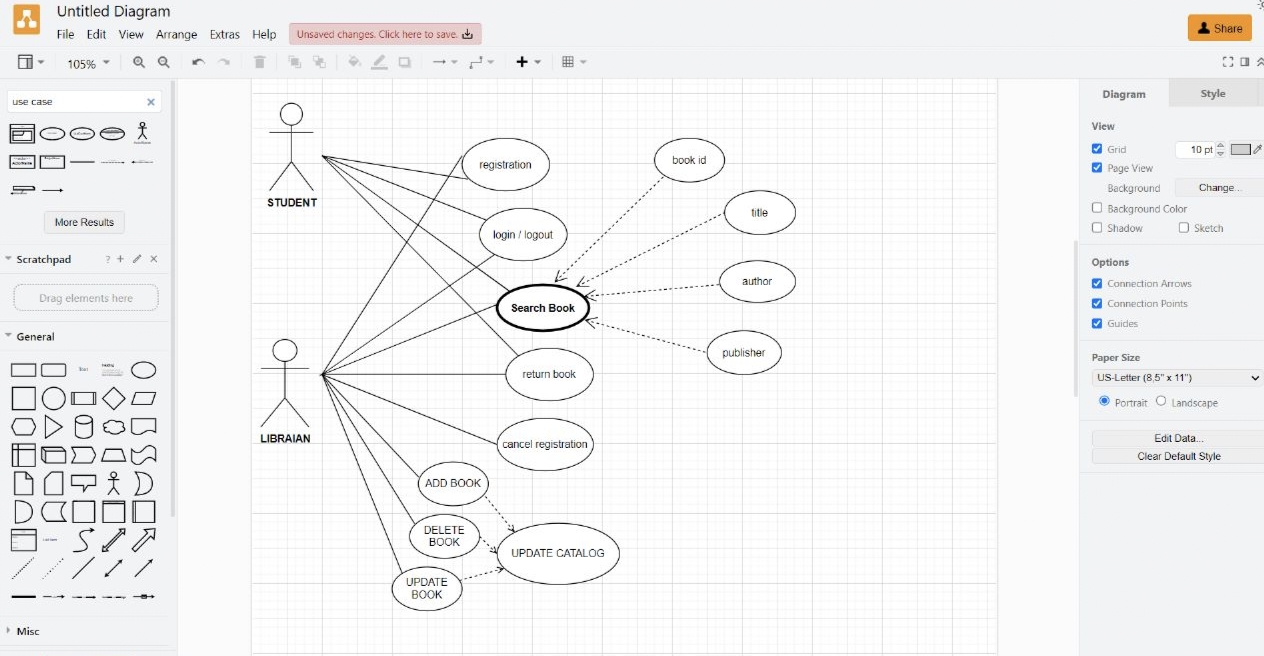 Untitled Diagram
File Edit View Arrange Extras Help Unsaved changes. Click here to save.
Share
105%
use case
More Results
Scratchpad ? + ✕
Drag elements here
General
Text
Heading
Misc
STUDENT
registration
book id
title
login / logout
author
Search Book
publisher
LIBRAIAN
return book
cancel registration
ADD BOOK
DELETE
BOOK
UPDATE CATALOG
UPDATE
BOOK
Diagram Style
View
Grid 10 pt
Page View
Background Change...
Background Color
Shadow Sketch
Options
Connection Arrows
Connection Points
Guides
Paper Size
US-Letter (8,5" x 11")
Portrait Landscape
Edit Data...
Clear Default Style